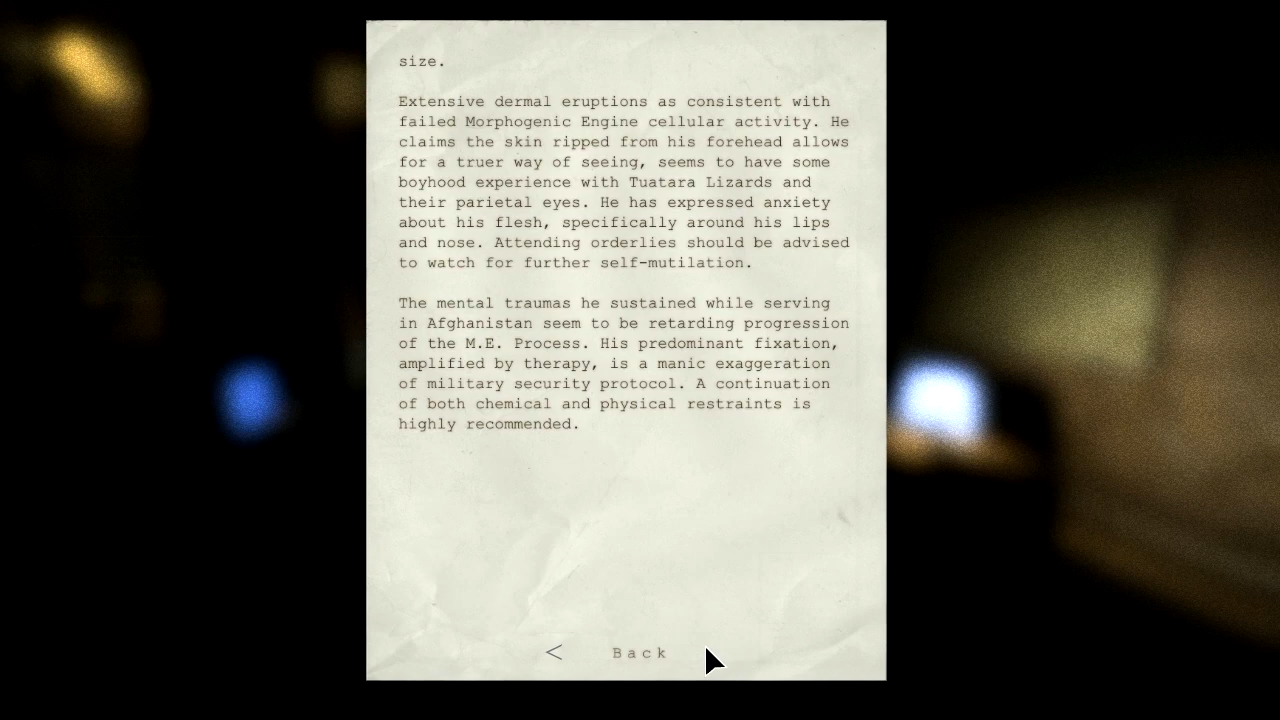 size.
Extensive dermal eruptions as consistent with
failed Morphogenic Engine cellular activity. He
claims the skin ripped from his forehead allows
for a truer way of seeing, seems to have some
boyhood experience with Tuatara Lizards and
their parietal eyes. He has expressed anxiety
about his flesh, specifically around his lips
and nose. Attending orderlies should be advised
to watch for further self-mutilation.
The mental traumas he sustained while serving
in Afghanistan seem to be retarding progression
of the M.E. Process. His predominant fixation,
amplified by therapy, is a manic exaggeration
of military security protocol. A continuation
of both chemical and physical restraints is
highly recommended.
< Back